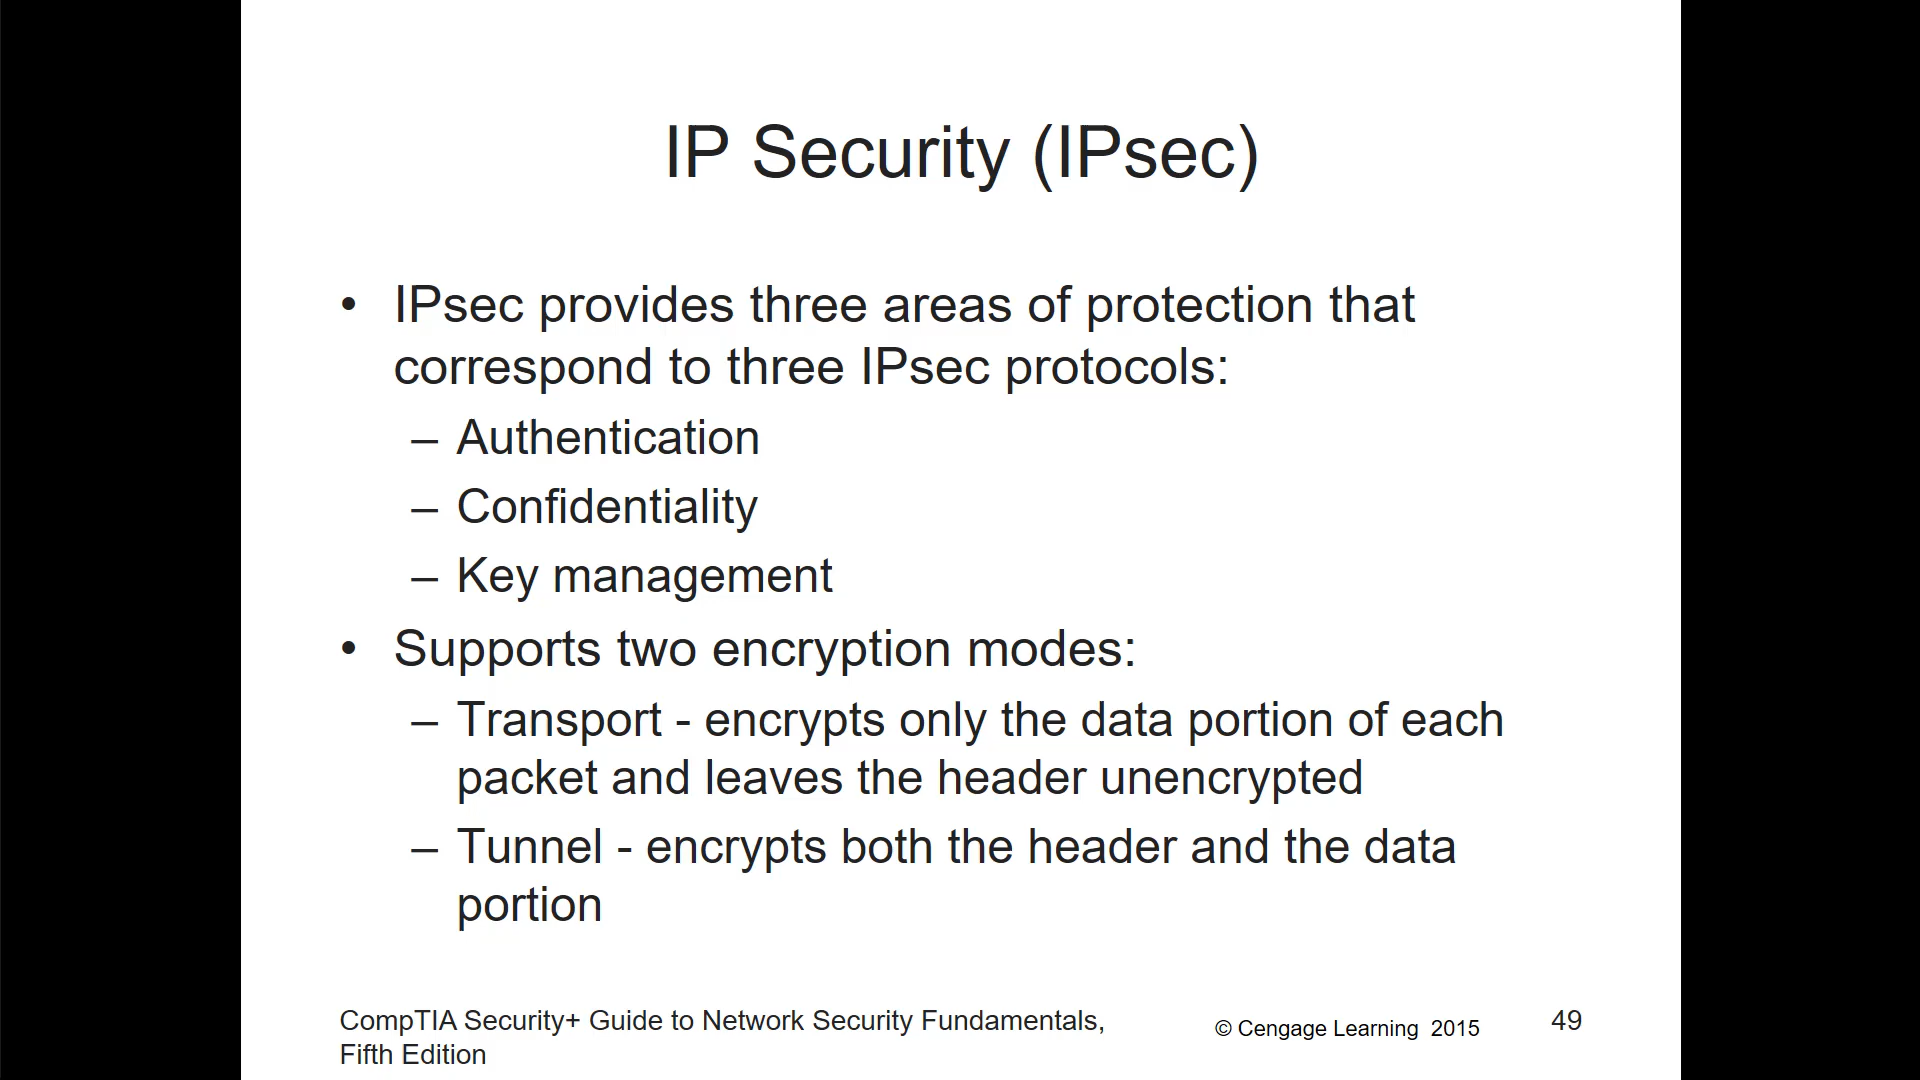 IP Security (IPsec)
• IPsec provides three areas of protection that
correspond to three IPsec protocols:
– Authentication
– Confidentiality
– Key management
• Supports two encryption modes:
– Transport - encrypts only the data portion of each
packet and leaves the header unencrypted
– Tunnel - encrypts both the header and the data
portion
CompTIA Security+ Guide to Network Security Fundamentals,
Fifth Edition
© Cengage Learning 2015
49